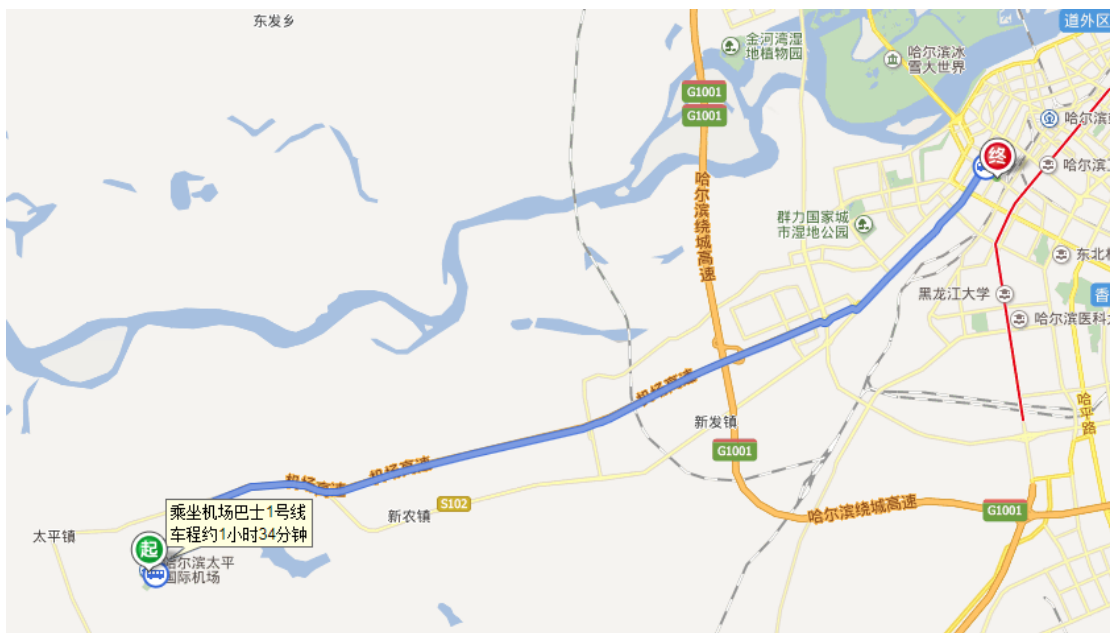 东发乡
道外区
金河湾湿
地植物园
哈尔滨冰
雪大世界
G1001
G1001
哈尔滨
终
哈尔滨
哈尔滨绕城高速
群力国家城
市湿地公园
东北
黑龙江大学
香
哈尔滨医科大
机场高速
哈平路
新发镇
G1001
机场高速
机场高速
S102
新农镇
哈尔滨绕城高速
G1001
乘坐机场巴士1号线
车程约1小时34分钟
太平镇
起
哈尔滨太平
国际机场